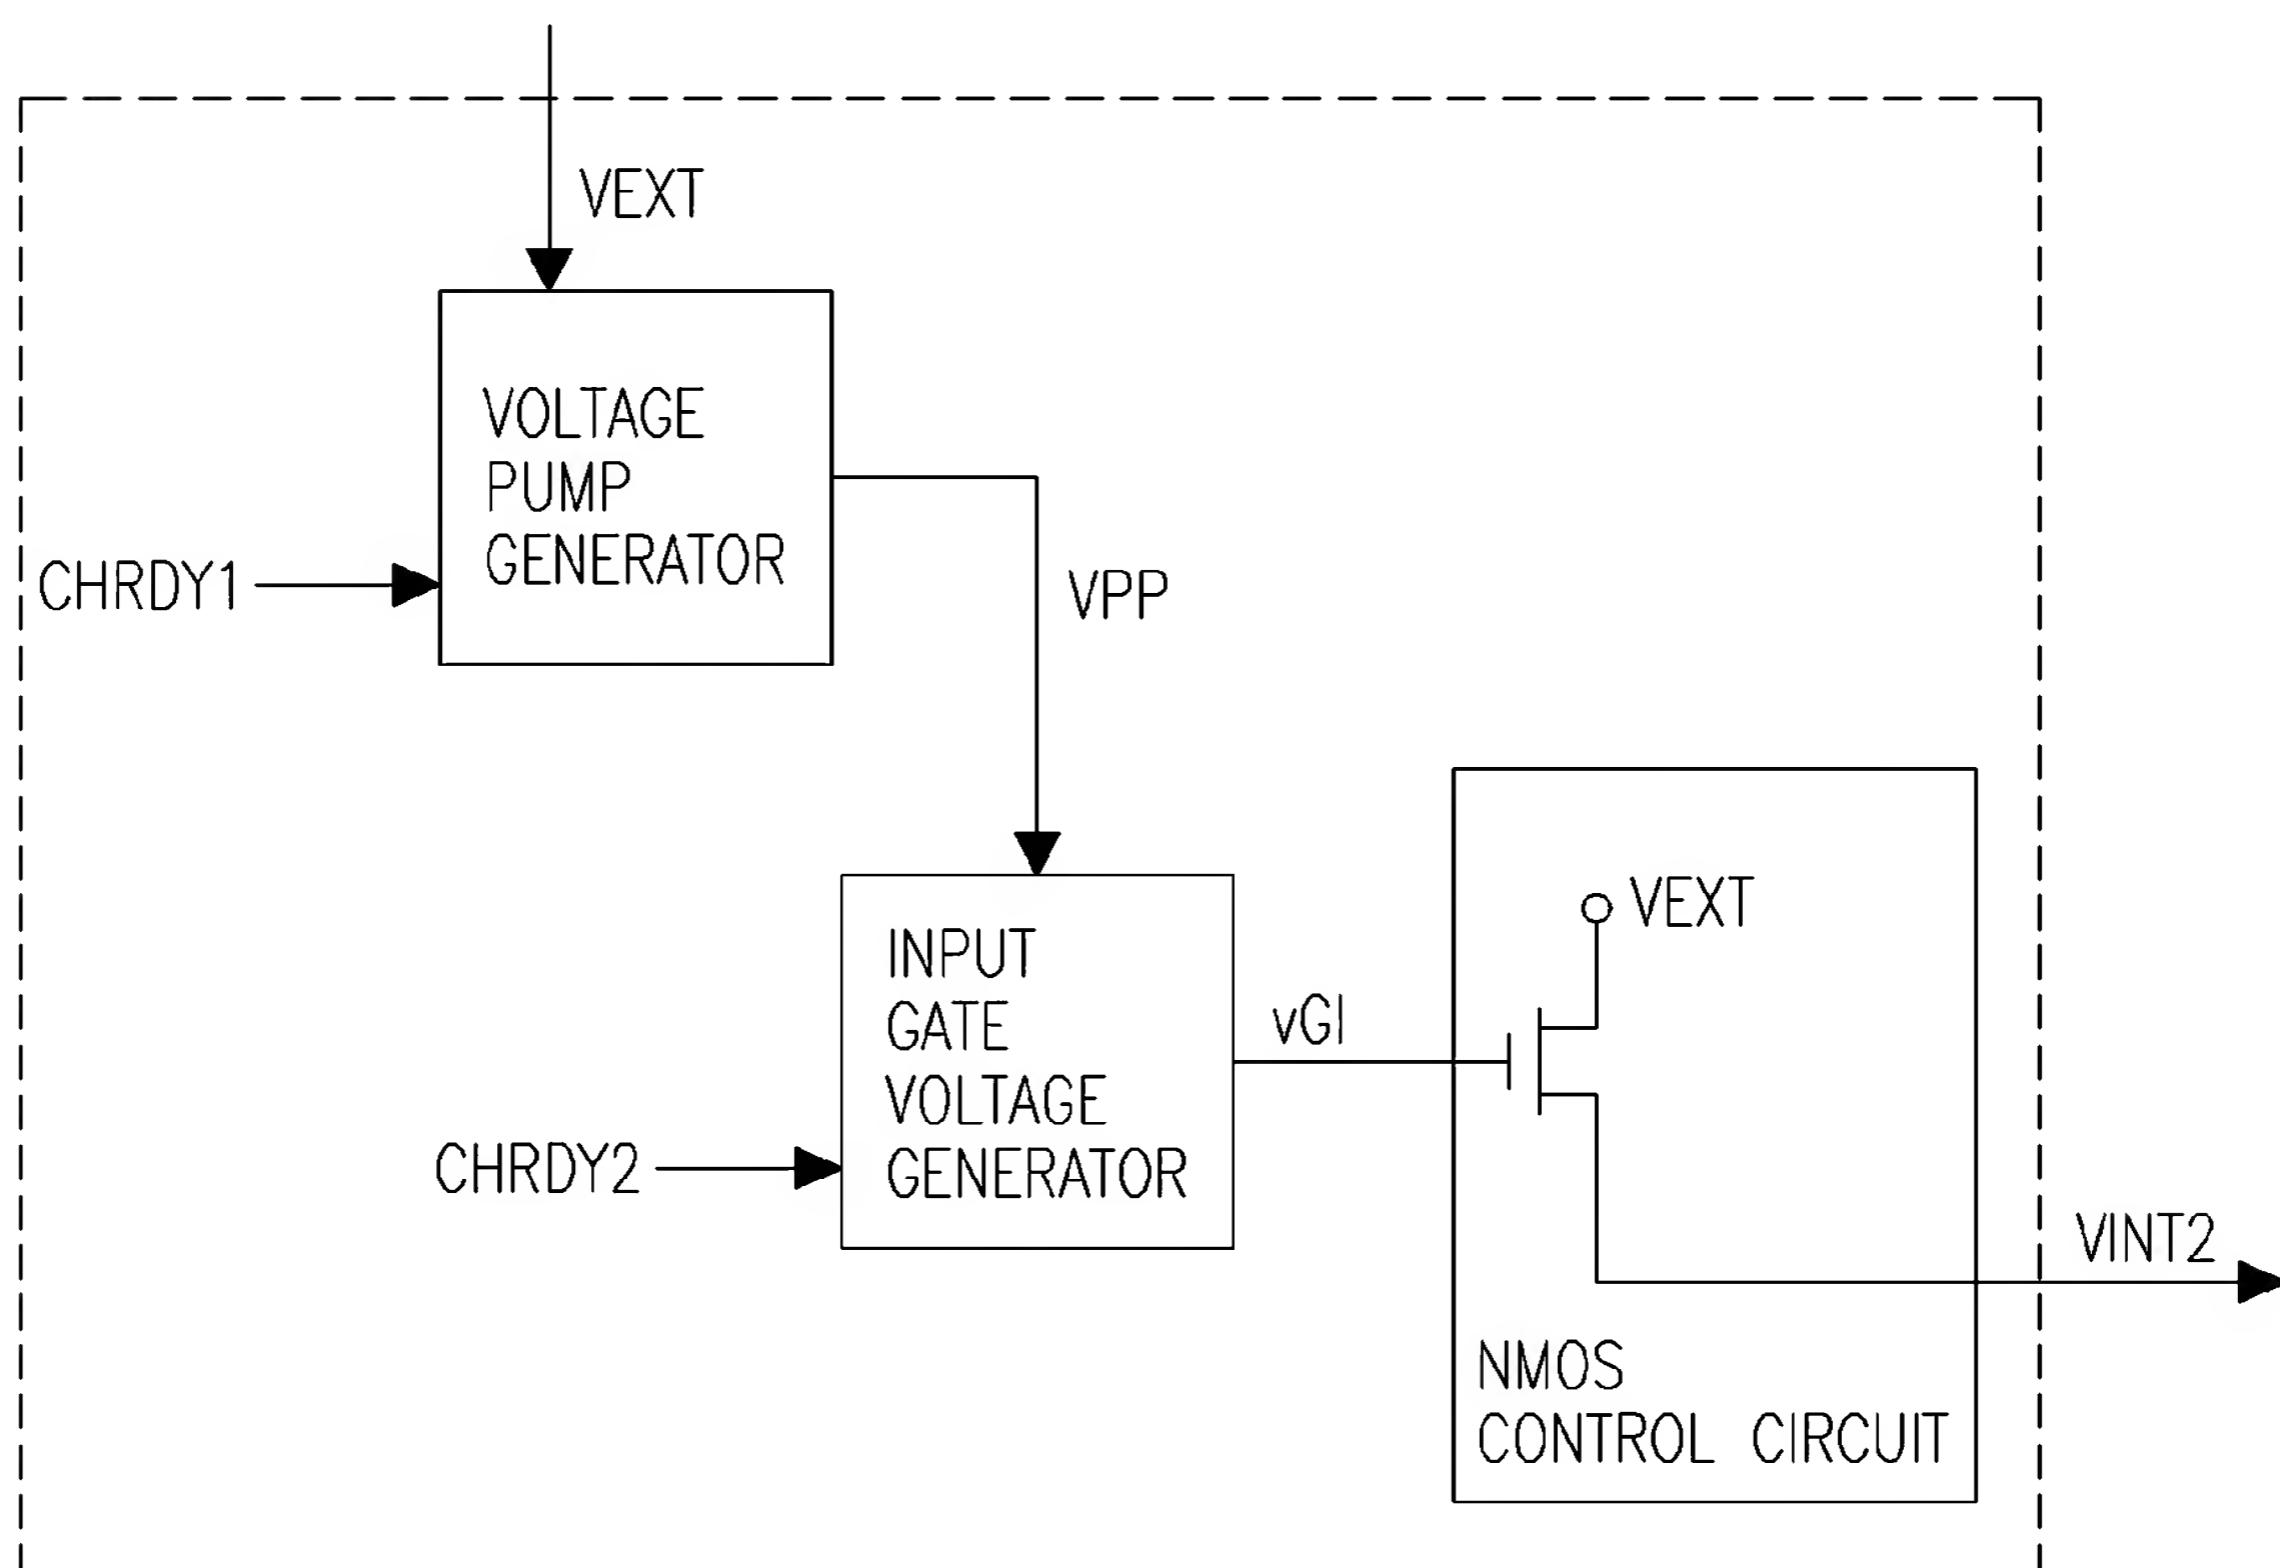 VEXT
VOLTAGE
PUMP
GENERATOR
CHRDY1
VPP
INPUT
GATE
VOLTAGE
GENERATOR
CHRDY2
vGI
VEXT
VINT2
NMOS
CONTROL CIRCUIT